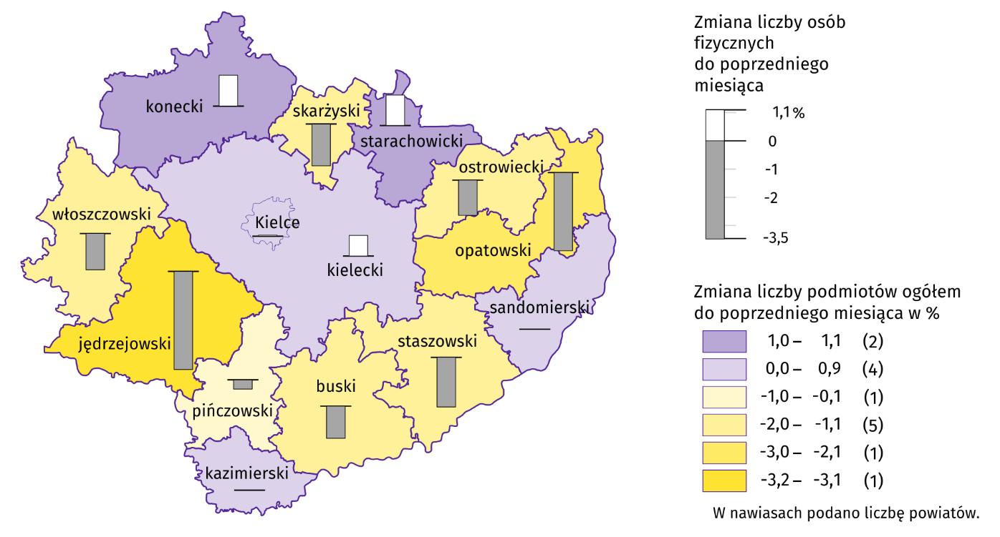 konecki
skarżyski
starachowicki
ostrowiecki
włoszczowski
Kielce
opatowski
kielecki
sandomierski
jędrzejowski
staszowski
buski
pińczowski
kazimierski
Zmiana liczby osób
fizycznych
do poprzedniego
miesiąca
1,1%
0
-1
-2
-3,5
Zmiana liczby podmiotów ogółem
do poprzedniego miesiąca w %
1,0 – 1,1 (2)
0,0 – 0,9 (4)
-1,0 – -0,1 (1)
-2,0 – -1,1 (5)
-3,0 – -2,1 (1)
-3,2 – -3,1 (1)
W nawiasach podano liczbę powiatów.